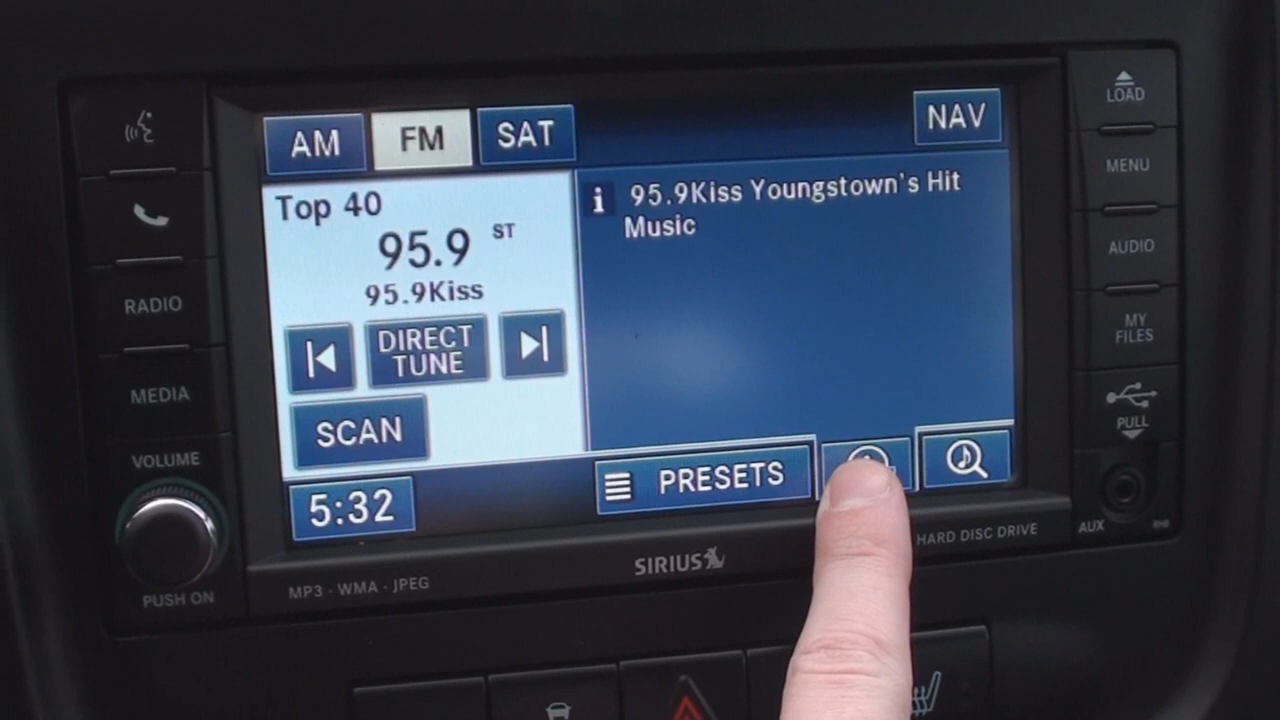 AM
FM
SAT
NAV
Top 40
95.9 ST
95.9Kiss
DIRECT
TUNE
SCAN
i 95.9Kiss Youngstown's Hit
Music
5:32
PRESETS
RADIO
MEDIA
VOLUME
PUSH ON
LOAD
MENU
AUDIO
MY
FILES
PULL
AUX
MP3 - WMA - JPEG
SIRIUS
HARD DISC DRIVE